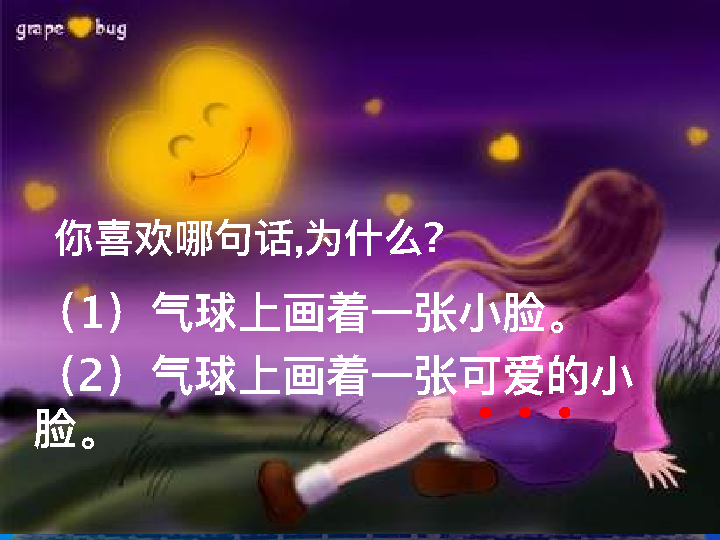 grape bug
你喜欢哪句话,为什么?
（1）气球上画着一张小脸。
（2）气球上画着一张可爱的小
脸。